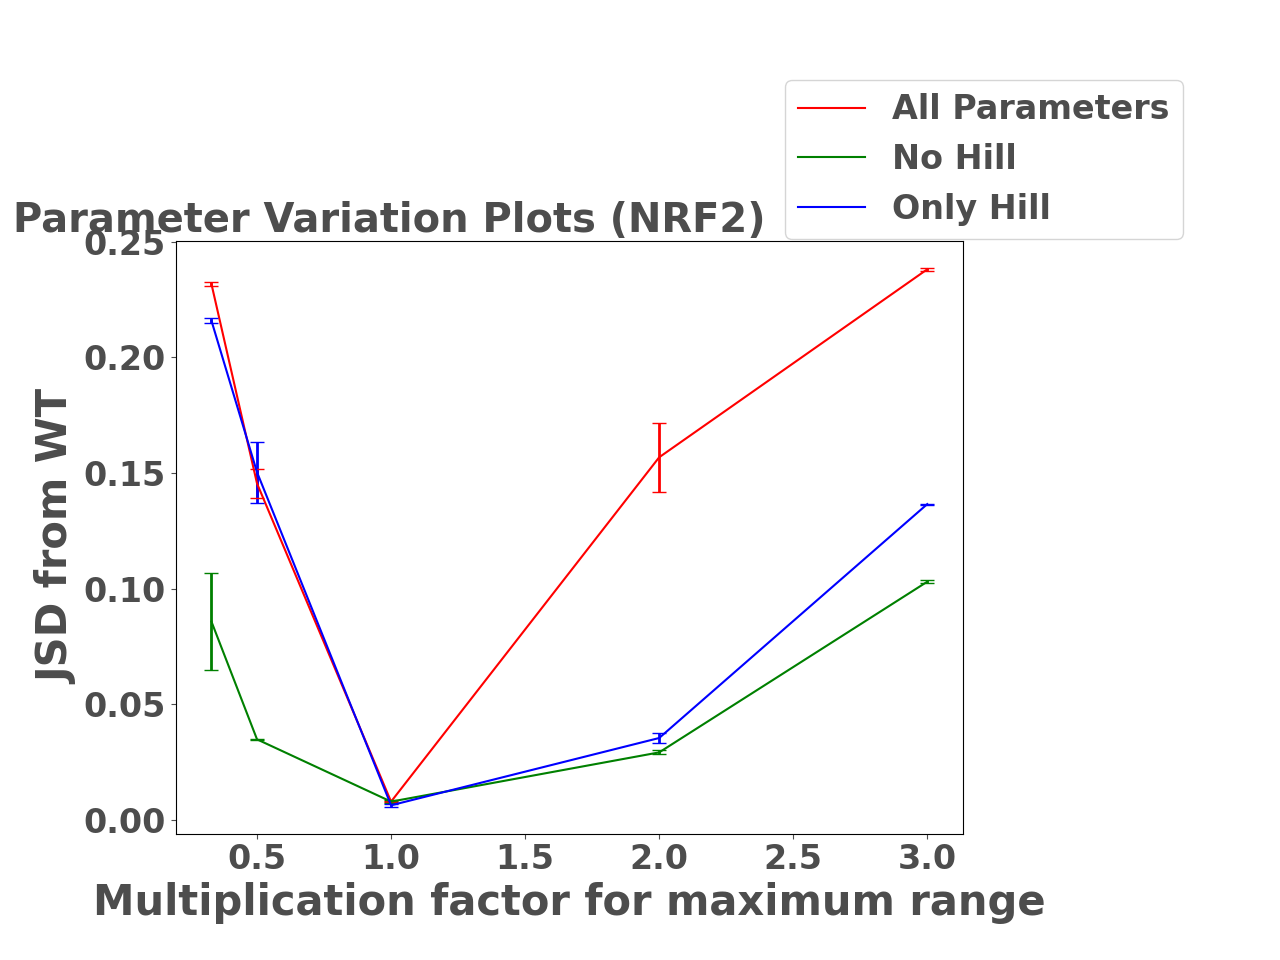 All Parameters
No Hill
Only Hill
Parameter Variation Plots (NRF2)
JSD from WT
0.25
0.20
0.15
0.10
0.05
0.00
0.5 1.0 1.5 2.0 2.5 3.0
Multiplication factor for maximum range